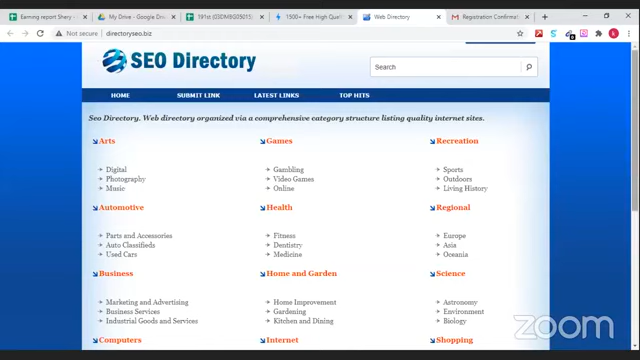 Earning report Shery
My Drive - Google Dri
191st (03DMEG05015)
1500+ Free High Qual
Web Directory
Registration Confirma
Not secure | directoryseo.biz
SEO Directory
Search
HOME SUBMIT LINK LATEST LINKS TOP HITS
Seo Directory. Web directory organized via a comprehensive category structure listing quality internet sites.
Arts Games Recreation
Digital Gambling Sports
Photography Video Games Outdoors
Music Online Living History
Automotive Health Regional
Parts and Accessories Fitness Europe
Auto Classifieds Dentistry Asia
Used Cars Medicine Oceania
Business Home and Garden Science
Marketing and Advertising Home Improvement Astronomy
Business Services Gardening Environment
Industrial Goods and Services Kitchen and Dining Biology
Computers Internet Shopping
zoom